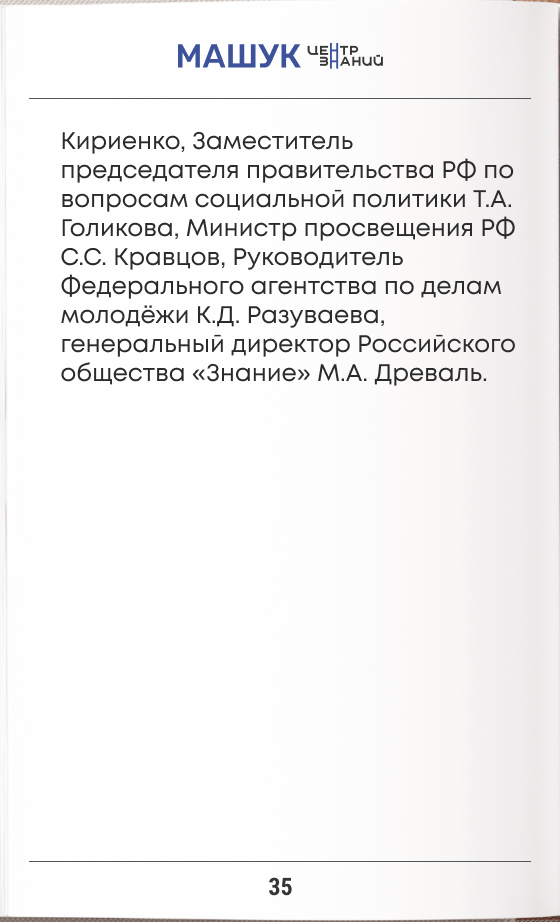 МАШУК ЦЕНТР
ЗНАНИЙ
Кириенко, Заместитель
председателя правительства РФ по
вопросам социальной политики Т.А.
Голикова, Министр просвещения РФ
С.С. Кравцов, Руководитель
Федерального агентства по делам
молодёжи К.Д. Разуваева,
генеральный директор Российского
общества «Знание» М.А. Древаль.
35